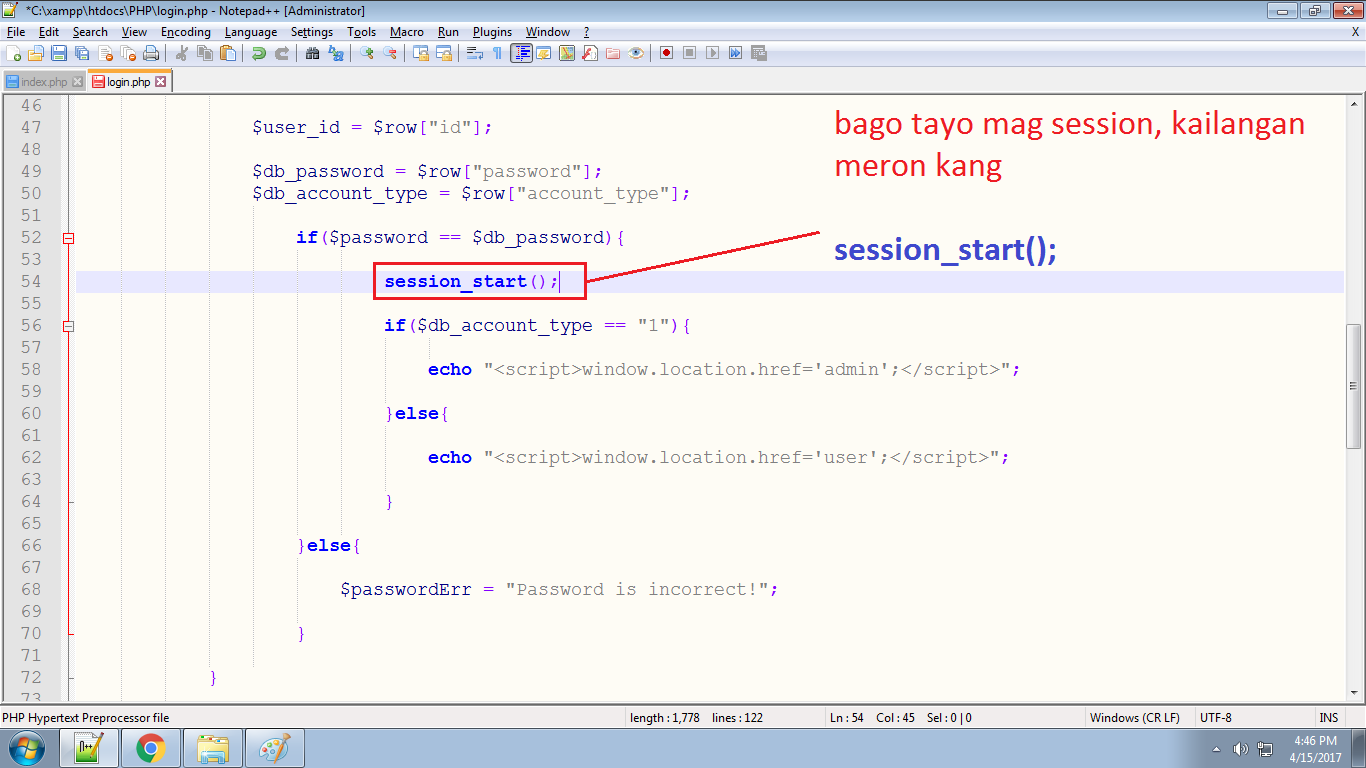 *C:\xampp\htdocs\PHP\login.php - Notepad++ [Administrator]
File Edit Search View Encoding Language Settings Tools Macro Run Plugins Window ? X
index.php login.php
46
47 $user_id = $row["id"];
48
49 $db_password = $row["password"];
50 $db_account_type = $row["account_type"];
51
52 if($password == $db_password){
53
54 session_start();
55
56 if($db_account_type == "1"){
57
58 echo "<script>window.location.href='admin';</script>";
59
60 }else{
61
62 echo "<script>window.location.href='user';</script>";
63
64 }
65
66 }else{
67
68 $passwordErr = "Password is incorrect!";
69
70 }
71
72 }
73
bago tayo mag session, kailangan
meron kang
session_start();
PHP Hypertext Preprocessor file length : 1,778 lines : 122 Ln : 54 Col : 45 Sel : 0 | 0 Windows (CR LF) UTF-8 INS
4:46 PM
4/15/2017